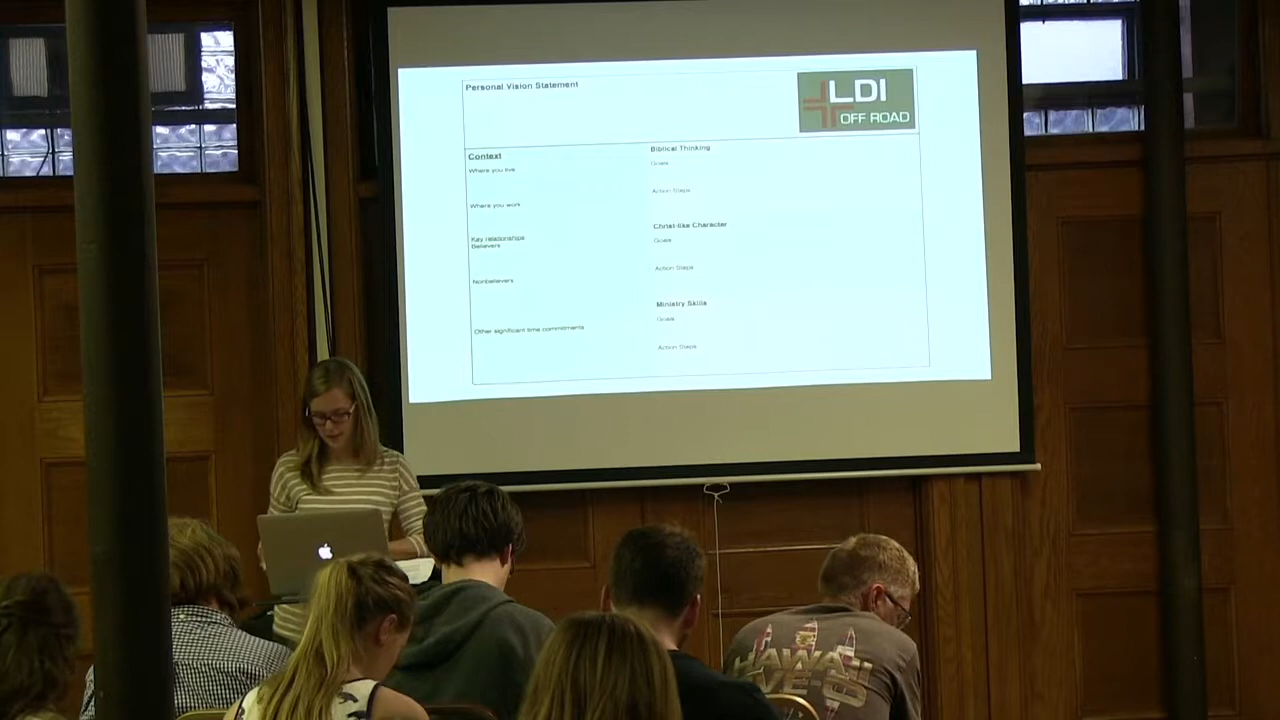 Personal Vision Statement
LDI
OFF ROAD
Context
Where you live
Where you work
Key relationships
Believers
Nonbelievers
Other significant time commitments
Biblical Thinking
Goals
Action Steps
Christ-like Character
Goals
Action Steps
Ministry Skills
Goals
Action Steps
HAWAII